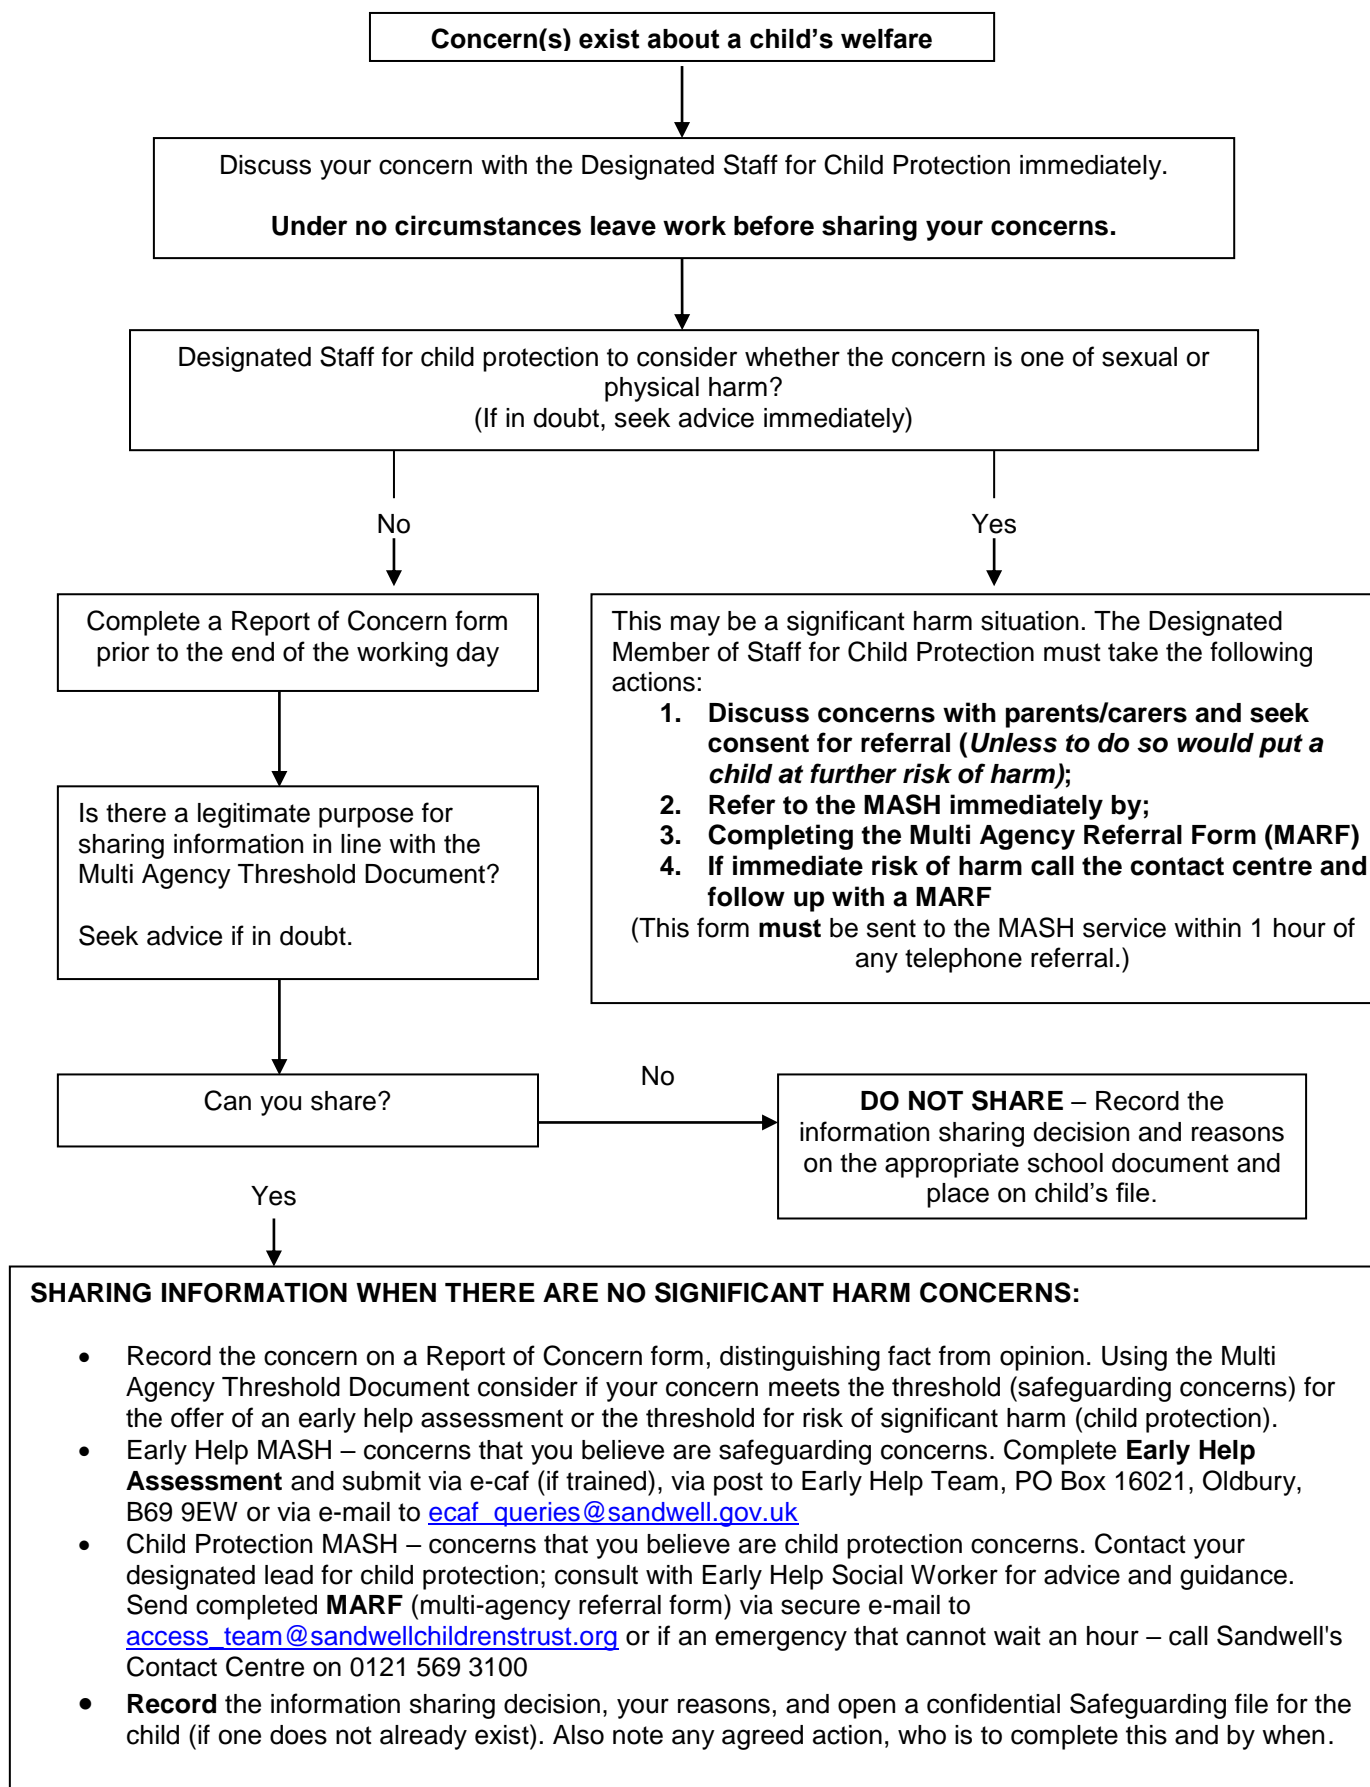 Concern(s) exist about a child's welfare
Discuss your concern with the Designated Staff for Child Protection immediately.
Under no circumstances leave work before sharing your concerns.
Designated Staff for child protection to consider whether the concern is one of sexual or
physical harm?
(If in doubt, seek advice immediately)
No
Yes
Complete a Report of Concern form
prior to the end of the working day
This may be a significant harm situation. The Designated
Member of Staff for Child Protection must take the following
actions:
1. Discuss concerns with parents/carers and seek
consent for referral (Unless to do so would put a
child at further risk of harm);
2. Refer to the MASH immediately by;
3. Completing the Multi Agency Referral Form (MARF)
4. If immediate risk of harm call the contact centre and
follow up with a MARF
(This form must be sent to the MASH service within 1 hour of
any telephone referral.)
Is there a legitimate purpose for
sharing information in line with the
Multi Agency Threshold Document?
Seek advice if in doubt.
Can you share?
No
DO NOT SHARE – Record the
information sharing decision and reasons
on the appropriate school document and
place on child's file.
Yes
SHARING INFORMATION WHEN THERE ARE NO SIGNIFICANT HARM CONCERNS:
• Record the concern on a Report of Concern form, distinguishing fact from opinion. Using the Multi
Agency Threshold Document consider if your concern meets the threshold (safeguarding concerns) for
the offer of an early help assessment or the threshold for risk of significant harm (child protection).
• Early Help MASH – concerns that you believe are safeguarding concerns. Complete Early Help
Assessment and submit via e-caf (if trained), via post to Early Help Team, PO Box 16021, Oldbury,
B69 9EW or via e-mail to ecaf_queries@sandwell.gov.uk
• Child Protection MASH – concerns that you believe are child protection concerns. Contact your
designated lead for child protection; consult with Early Help Social Worker for advice and guidance.
Send completed MARF (multi-agency referral form) via secure e-mail to
access_team@sandwellchildrenstrust.org or if an emergency that cannot wait an hour – call Sandwell's
Contact Centre on 0121 569 3100
• Record the information sharing decision, your reasons, and open a confidential Safeguarding file for the
child (if one does not already exist). Also note any agreed action, who is to complete this and by when.